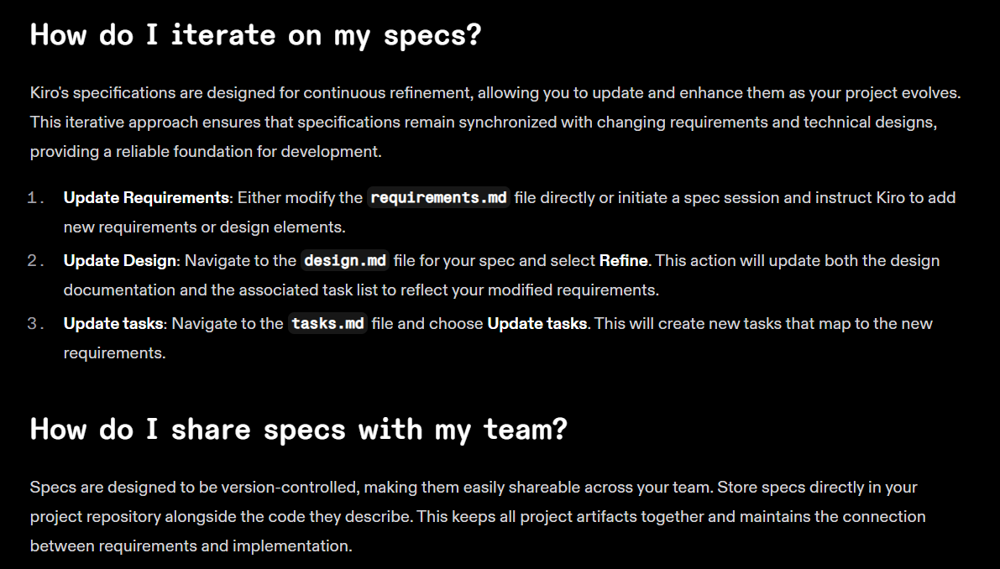 How do I iterate on my specs?
Kiro's specifications are designed for continuous refinement, allowing you to update and enhance them as your project evolves.
This iterative approach ensures that specifications remain synchronized with changing requirements and technical designs,
providing a reliable foundation for development.
1. Update Requirements: Either modify the requirements.md file directly or initiate a spec session and instruct Kiro to add
new requirements or design elements.
2. Update Design: Navigate to the design.md file for your spec and select Refine. This action will update both the design
documentation and the associated task list to reflect your modified requirements.
3. Update tasks: Navigate to the tasks.md file and choose Update tasks. This will create new tasks that map to the new
requirements.
How do I share specs with my team?
Specs are designed to be version-controlled, making them easily shareable across your team. Store specs directly in your
project repository alongside the code they describe. This keeps all project artifacts together and maintains the connection
between requirements and implementation.